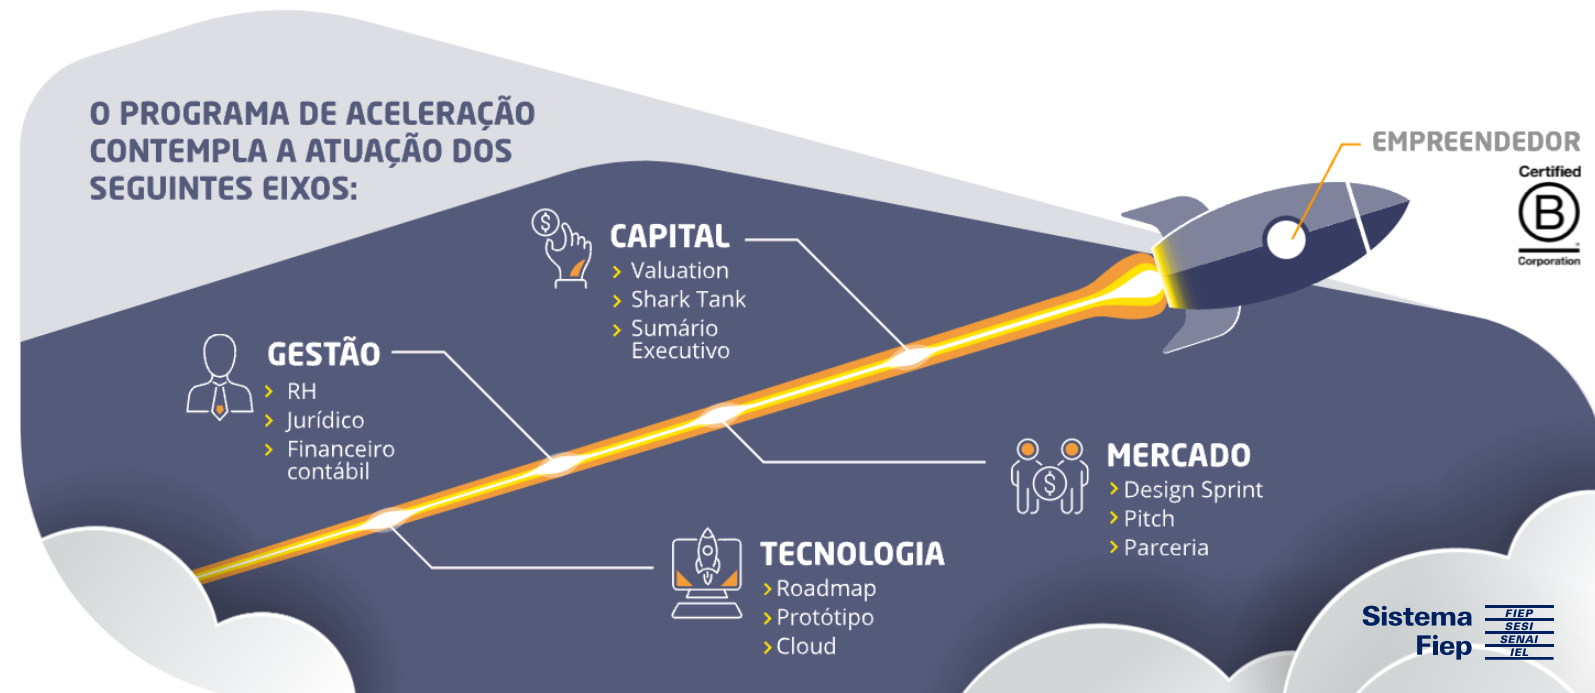 O PROGRAMA DE ACELERAÇÃO
CONTEMPLA A ATUAÇÃO DOS
SEGUINTES EIXOS:
EMPREENDEDOR
Certified
B
Corporation
$
CAPITAL
Valuation
Shark Tank
Sumário
Executivo
GESTÃO
RH
Jurídico
Financeiro
contábil
$
MERCADO
Design Sprint
Pitch
Parceria
TECNOLOGIA
Roadmap
Protótipo
Cloud
Sistema
Fiep
FIEP
SESI
SENAI
IEL